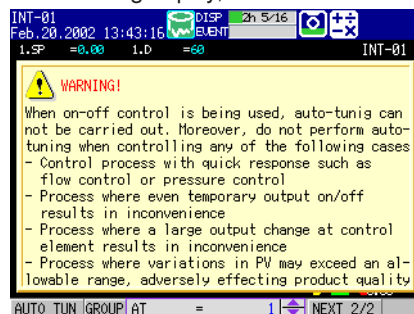 INT-01 DISP 2h 5/16
Feb.20.2002 13:43:16 EVENT
1.SP =0.00 1.D =60 INT-01
WARNING!
When on-off control is being used, auto-tunig can
not be carried out. Moreover, do not perform auto-
tuning when controlling any of the following cases
- Control process with quick response such as
flow control or pressure control
- Process where even temporary output on/off
results in inconvenience
- Process where a large output change at control
element results in inconvenience
- Process where variations in PV may exceed an al-
lowable range, adversely effecting product quality
AUTO TUN GROUP AT = 1 NEXT 2/2